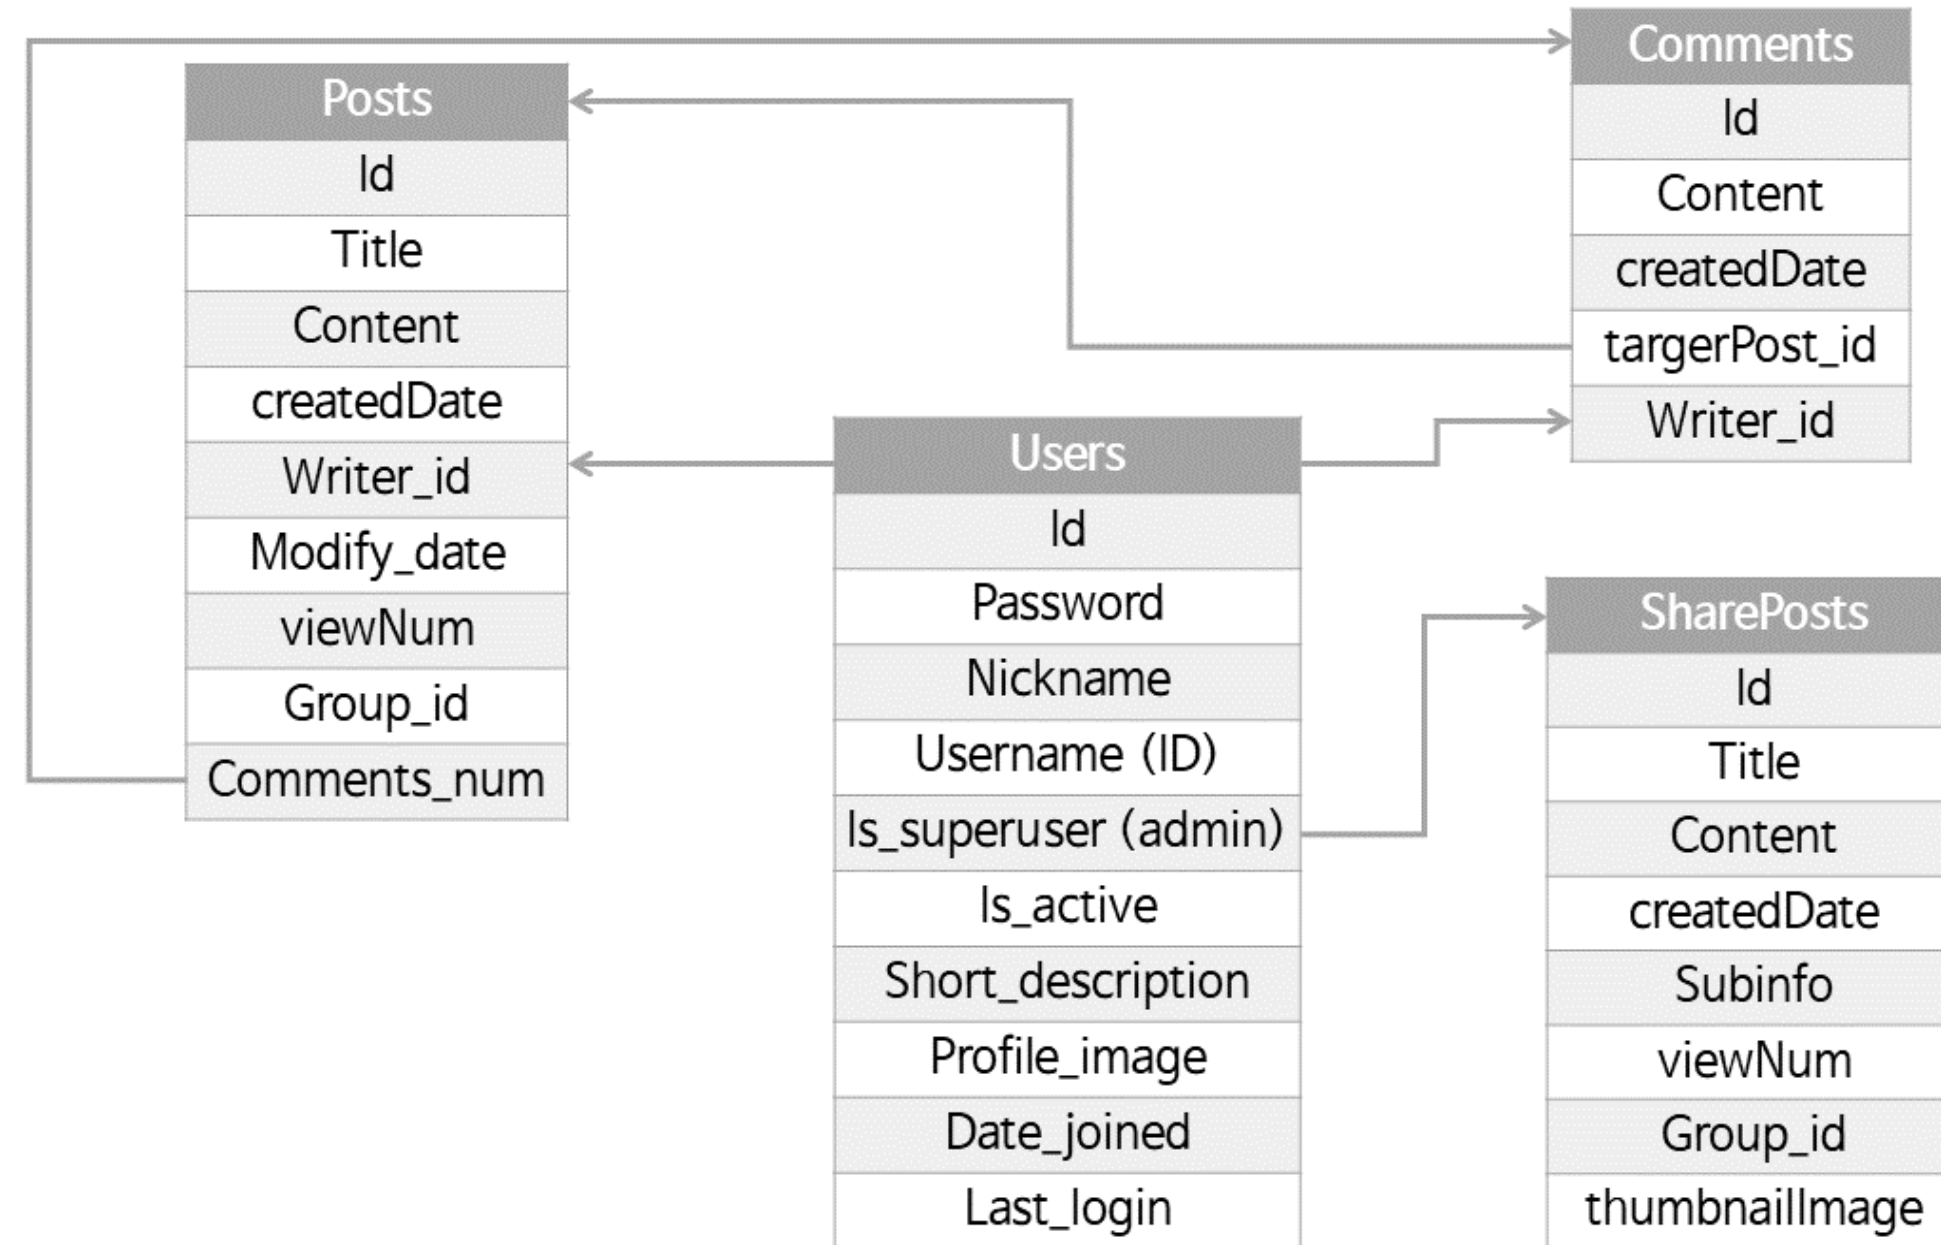 Posts
Id
Title
Content
createdDate
Writer_id
Modify_date
viewNum
Group_id
Comments_num
Users
Id
Password
Nickname
Username (ID)
Is_superuser (admin)
Is_active
Short_description
Profile_image
Date_joined
Last_login
Comments
Id
Content
createdDate
targerPost_id
Writer_id
SharePosts
Id
Title
Content
createdDate
Subinfo
viewNum
Group_id
thumbnailImage